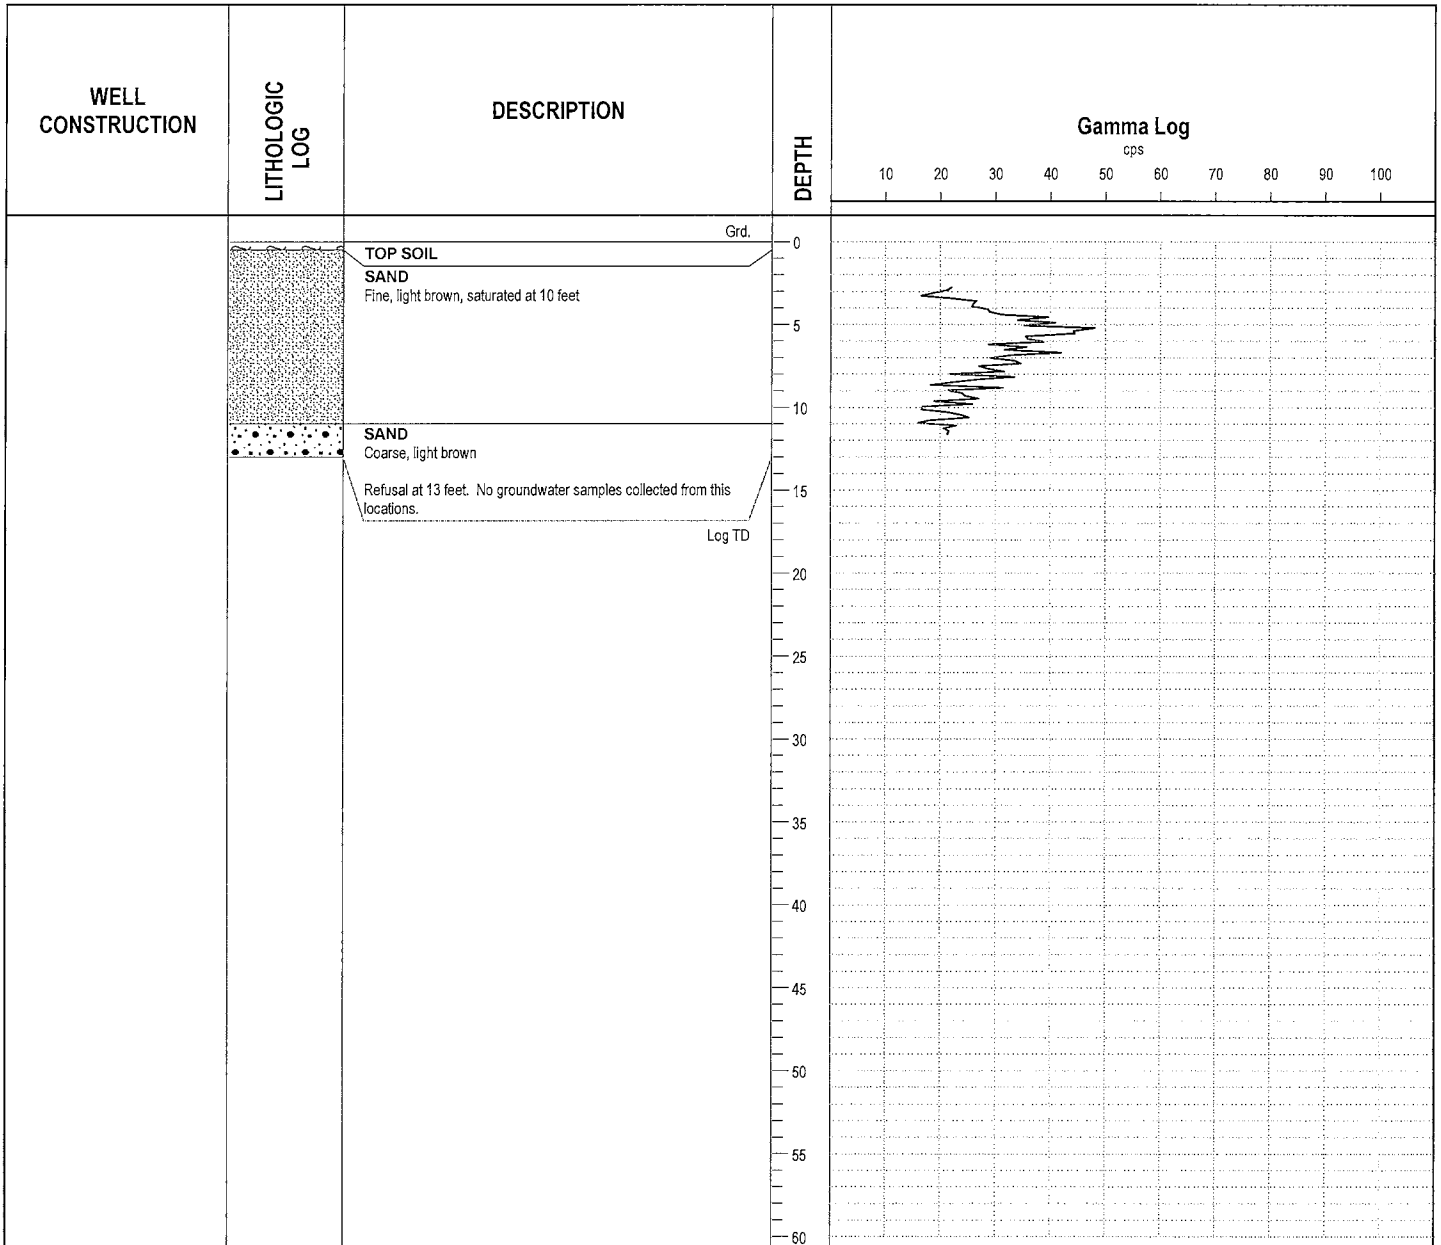 WELL
CONSTRUCTION
LITHOLOGIC
LOG
DESCRIPTION
DEPTH
Gamma Log
cps
10 20 30 40 50 60 70 80 90 100
Grd.
TOP SOIL
SAND
Fine, light brown, saturated at 10 feet
SAND
Coarse, light brown
Refusal at 13 feet. No groundwater samples collected from this
locations.
Log TD
0
5
10
15
20
25
30
35
40
45
50
55
60